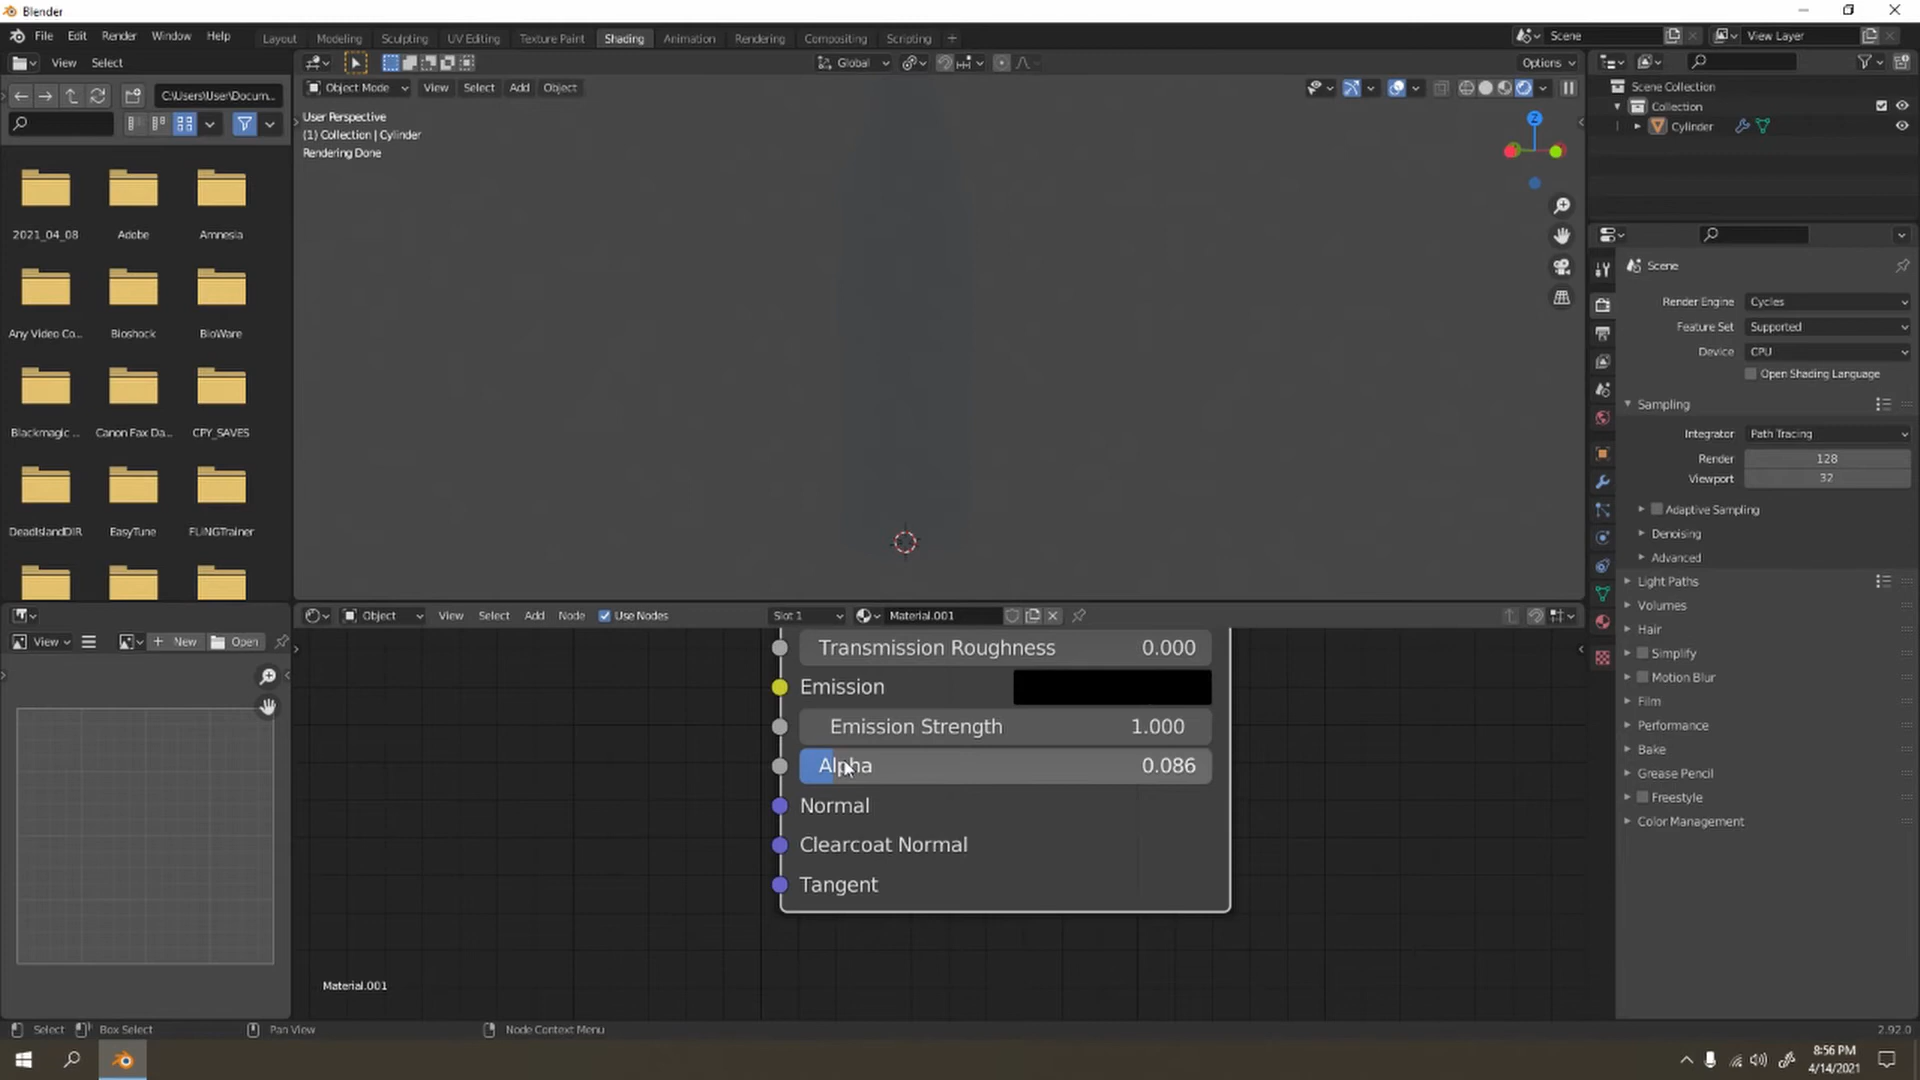 Blender
File Edit Render Window Help
Layout Modeling Sculpting UV Editing Texture Paint Shading Animation Rendering Compositing Scripting +
Scene
View Layer
View Select
Global
Options
C:\Users\User\Docum...
Object Mode View Select Add Object
User Perspective
(1) Collection | Cylinder
Rendering Done
Z
Scene Collection
Collection
Cylinder
2021_04_08 Adobe Amnesia
Any Video Co... Bioshock BioWare
Blackmagic ... Canon Fax Da... CPY_SAVES
DeadIslandDIR EasyTune FLiNGTrainer
Scene
Render Engine Cycles
Feature Set Supported
Device CPU
Open Shading Language
Sampling
Integrator Path Tracing
Render 128
Viewport 32
Adaptive Sampling
Denoising
Advanced
Light Paths
Volumes
Hair
Simplify
Motion Blur
Film
Performance
Bake
Grease Pencil
Freestyle
Color Management
Object View Select Add Node Use Nodes Slot 1 Material.001
View New Open
Transmission Roughness 0.000
Emission
Emission Strength 1.000
Alpha 0.086
Normal
Clearcoat Normal
Tangent
Material.001
Select Box Select Pan View Node Context Menu 2.92.0
8:56 PM
4/14/2021